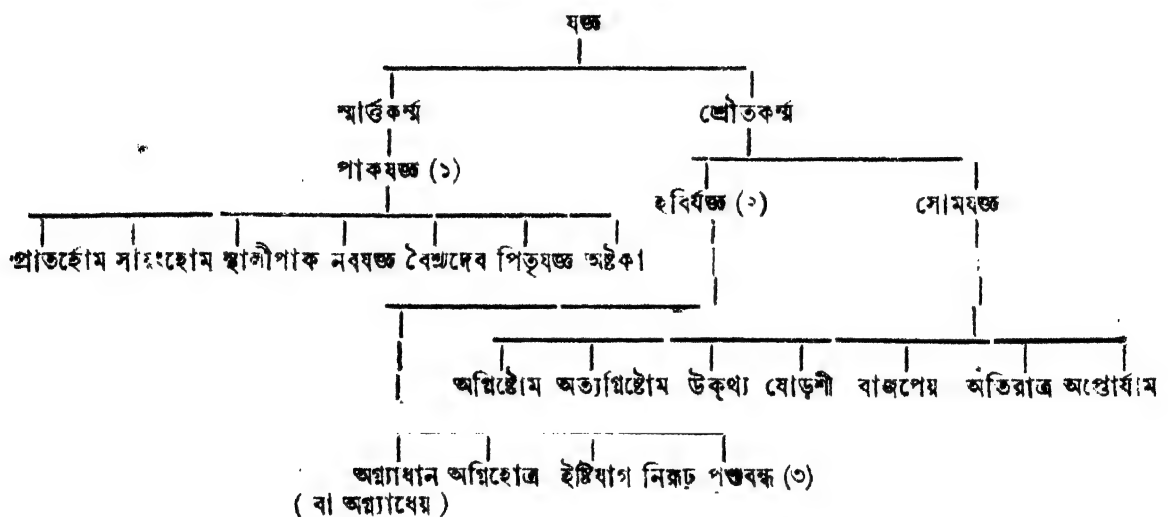 যজ্ঞ
স্মার্ত্তকর্ম্ম শ্রৌতকর্ম্ম
পাকযজ্ঞ (১)
হবির্যজ্ঞ (২) সোমযজ্ঞ
প্রাতর্হোম সায়ংহোম স্থালীপাক নবযজ্ঞ বৈশ্বদেব পিতৃযজ্ঞ অষ্টকা
অগ্নিষ্টোম অত্যগ্নিষ্টোম উক্‌থ্য ষোড়শী বাজপেয় অতিরাত্র অপ্তোর্যাম
অগ্ন্যাধান অগ্নিহোত্র ইষ্টিযাগ নিরূঢ় পশুবন্ধ (৩)
( বা অগ্ন্যাধেয় )